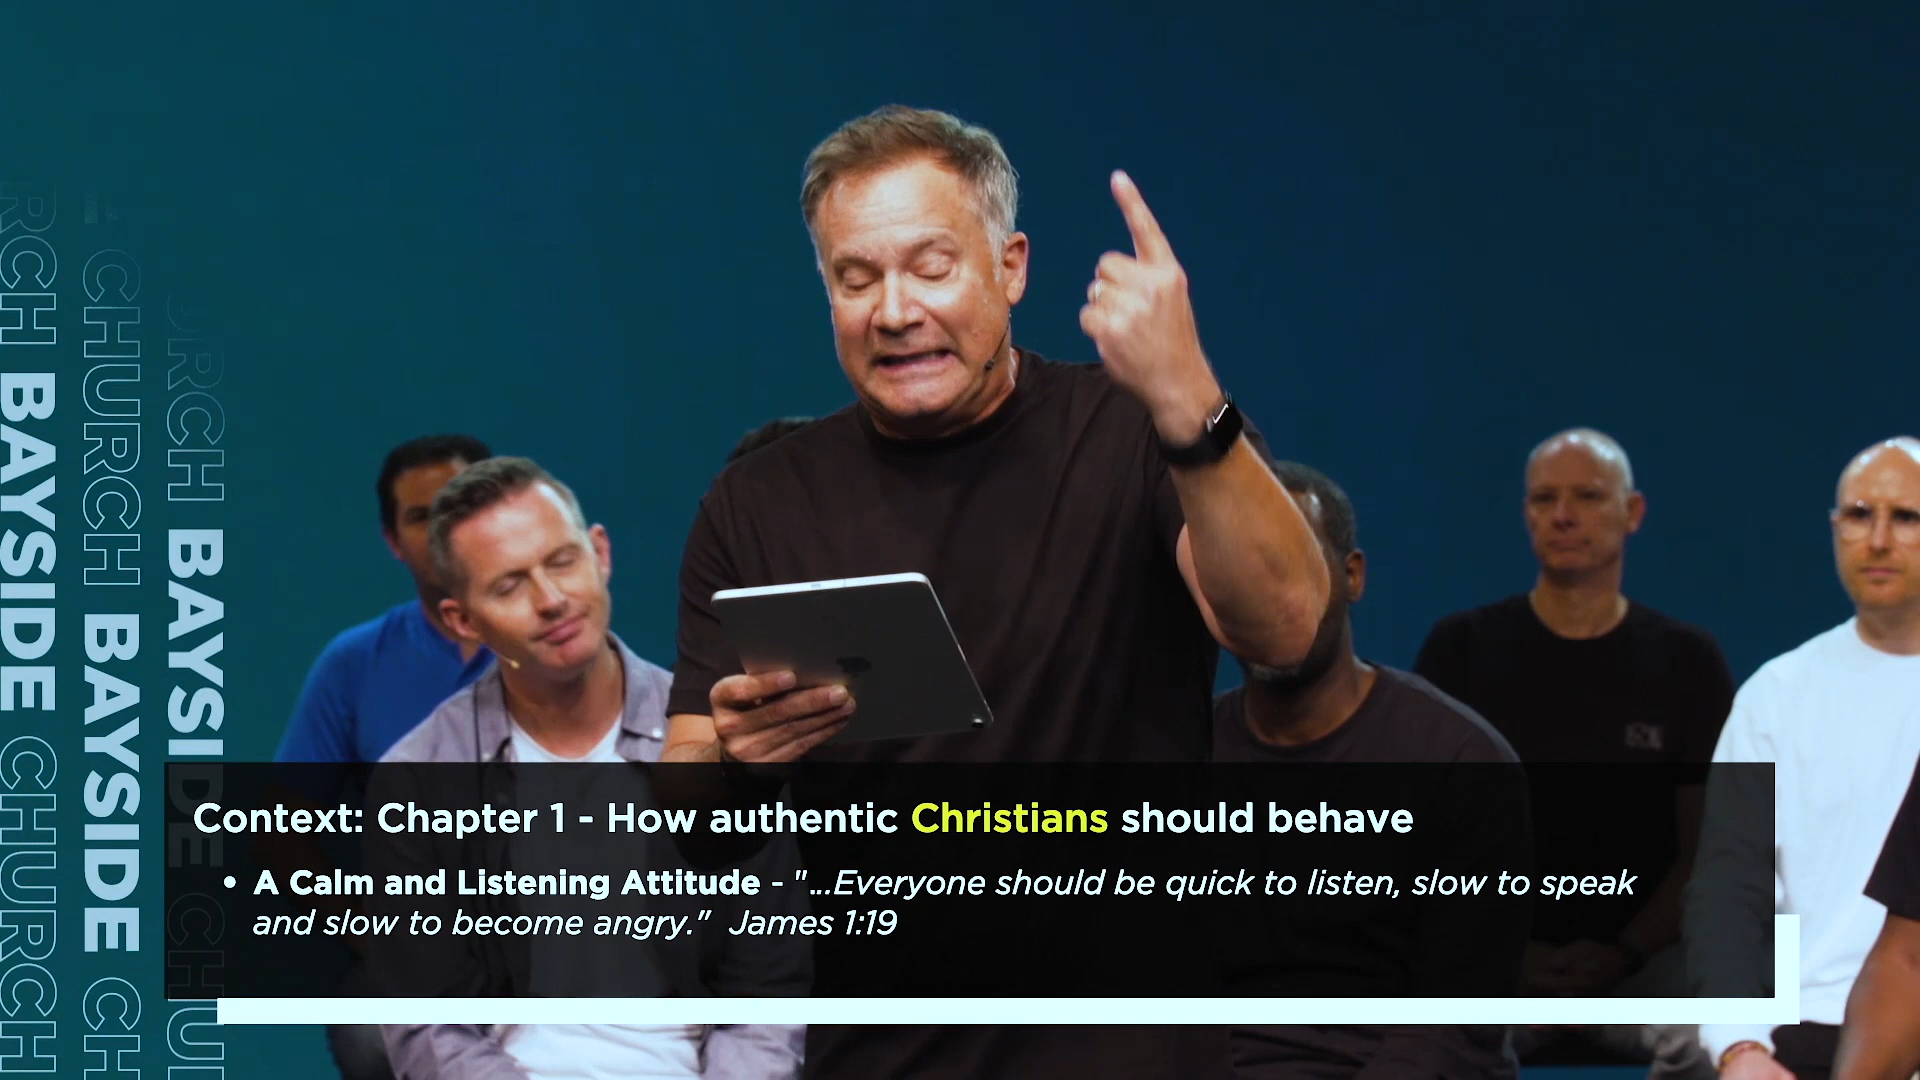 CHURCH BAYSIDE CHURCH
CHURCH BAYSIDE
CHURCH BAYSIDE
Context: Chapter 1 - How authentic Christians should behave
• A Calm and Listening Attitude - "...Everyone should be quick to listen, slow to speak
and slow to become angry." James 1:19